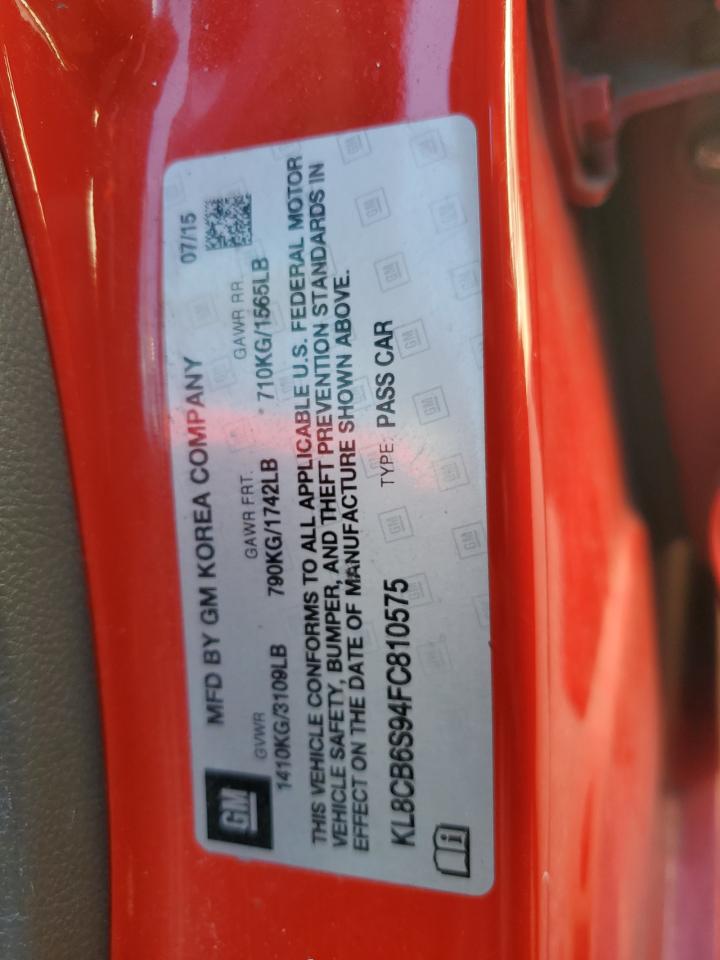 GM
MFD BY GM KOREA COMPANY 07/15
GVWR GAWR FRT. GAWR RR.
1410KG/3109LB 790KG/1742LB 710KG/1565LB
THIS VEHICLE CONFORMS TO ALL APPLICABLE U.S. FEDERAL MOTOR
VEHICLE SAFETY, BUMPER, AND THEFT PREVENTION STANDARDS IN
EFFECT ON THE DATE OF MANUFACTURE SHOWN ABOVE.
KL8CB6S94FC810575 TYPE: PASS CAR